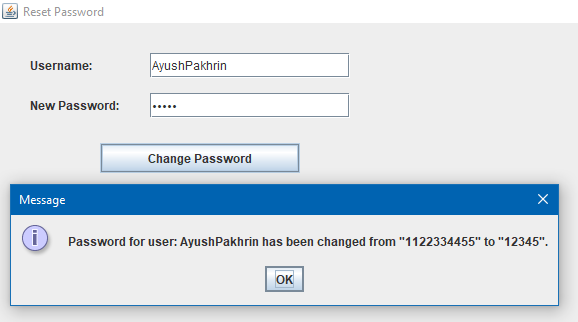 Reset Password
Username:
AyushPakhrin
New Password:
•••••
Change Password
Message
i
Password for user: AyushPakhrin has been changed from "1122334455" to "12345".
OK